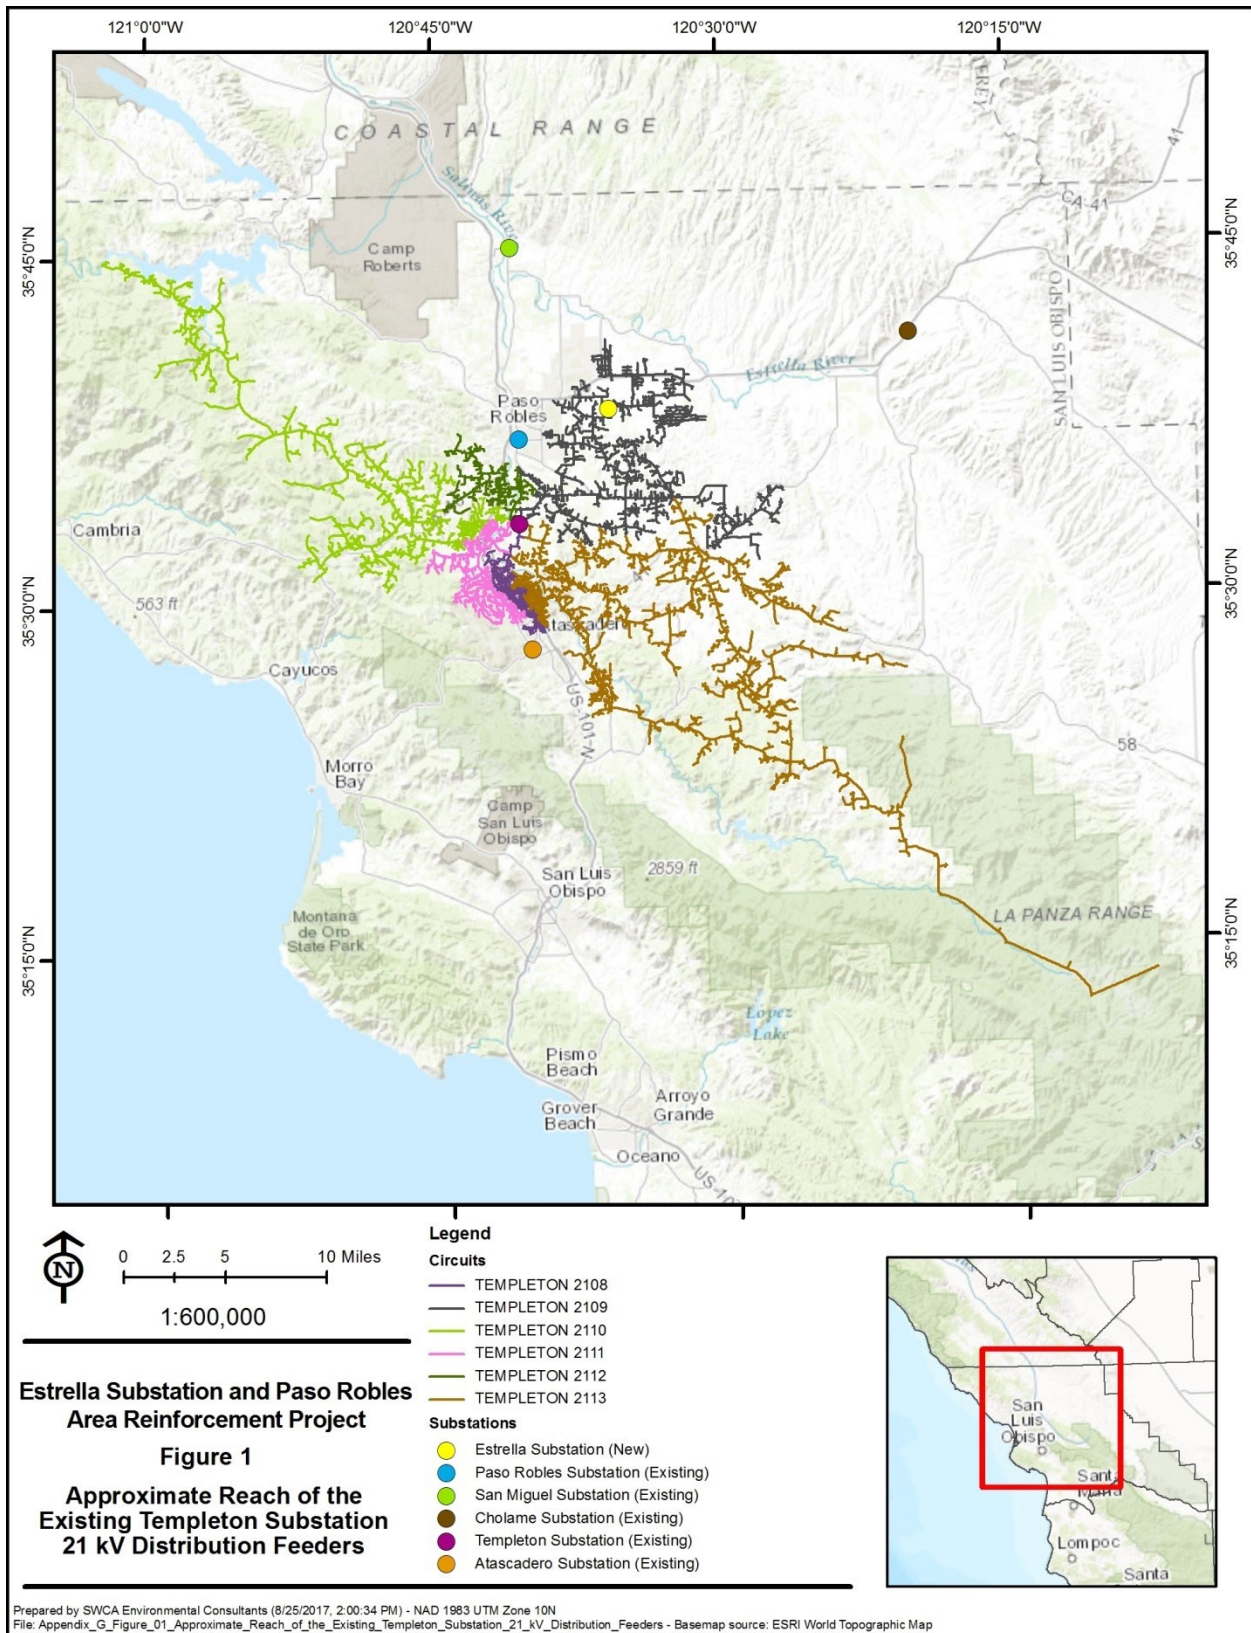 121°0'0"W 120°45'0"W 120°30'0"W 120°15'0"W
COASTAL RANGE
41
Salinas River
CA-41
Camp
Roberts
35°45'0"N
35°45'0"N
SAN LUIS OBISPO
Estrella River
Paso
Robles
Cambria
563 ft
35°30'0"N
35°30'0"N
Cayucos
US-101-N
58
Morro
Bay
Camp
San Luis
Obispo
San Luis
Obispo
2859 ft
Montana
de Oro
State Park
LA PANZA RANGE
35°15'0"N
35°15'0"N
Lopez
Lake
Pismo
Beach
Arroyo
Grande
Grover
Beach
Oceano
N
0 2.5 5 10 Miles
1:600,000
Estrella Substation and Paso Robles
Area Reinforcement Project
Figure 1
Approximate Reach of the
Existing Templeton Substation
21 kV Distribution Feeders
Legend
Circuits
TEMPLETON 2108
TEMPLETON 2109
TEMPLETON 2110
TEMPLETON 2111
TEMPLETON 2112
TEMPLETON 2113
Substations
Estrella Substation (New)
Paso Robles Substation (Existing)
San Miguel Substation (Existing)
Cholame Substation (Existing)
Templeton Substation (Existing)
Atascadero Substation (Existing)
San
Luis
Obispo
Santa
Maria
Lompoc
Santa
Prepared by SWCA Environmental Consultants (8/25/2017, 2:00:34 PM) - NAD 1983 UTM Zone 10N
File: Appendix_G_Figure_01_Approximate_Reach_of_the_Existing_Templeton_Substation_21_kV_Distribution_Feeders - Basemap source: ESRI World Topographic Map